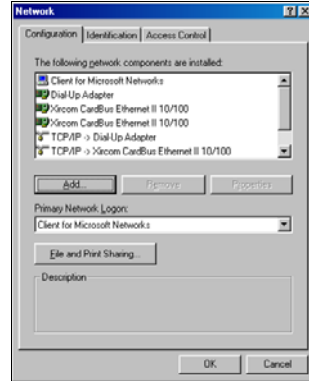 Network
Configuration Identification Access Control
The following network components are installed:
Client for Microsoft Networks
Dial-Up Adapter
Xircom CardBus Ethernet II 10/100
Xircom CardBus Ethernet II 10/100
TCP/IP -> Dial-Up Adapter
TCP/IP -> Xircom CardBus Ethernet II 10/100
Add... Remove Properties
Primary Network Logon:
Client for Microsoft Networks
File and Print Sharing...
Description
OK Cancel